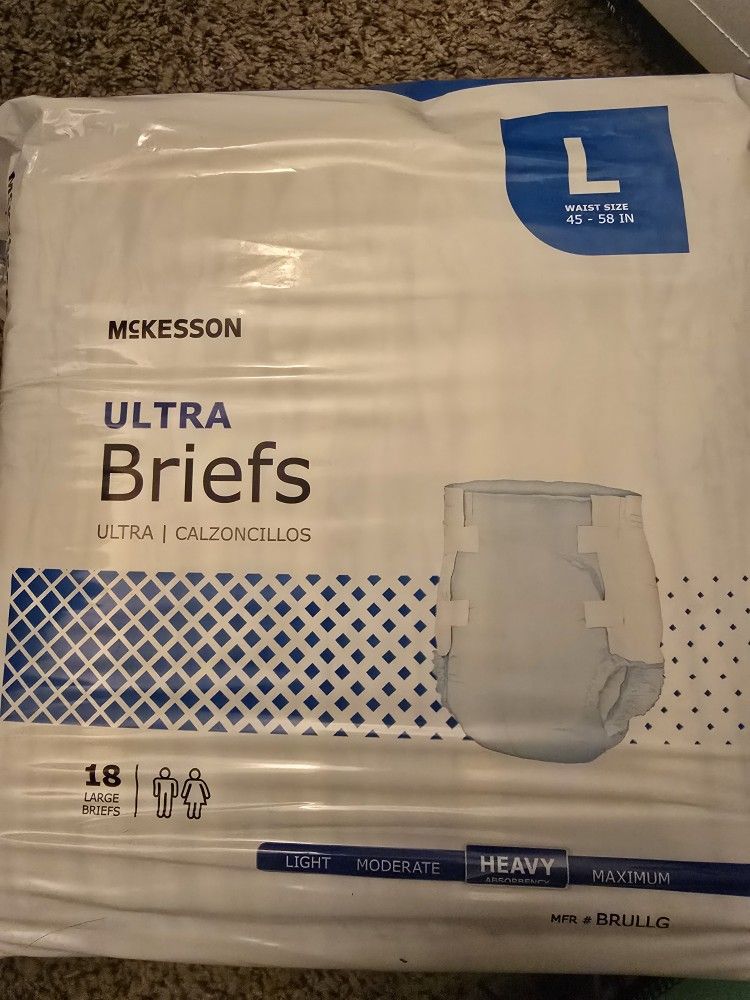 L
WAIST SIZE
45 - 58 IN
McKESSON
ULTRA
Briefs
ULTRA | CALZONCILLOS
18
LARGE
BRIEFS
LIGHT MODERATE HEAVY MAXIMUM
ABSORBENCY
MFR # BRULLG